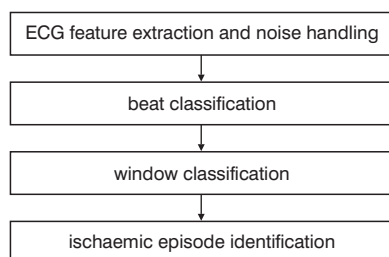 ECG feature extraction and noise handling
beat classification
window classification
ischaemic episode identification